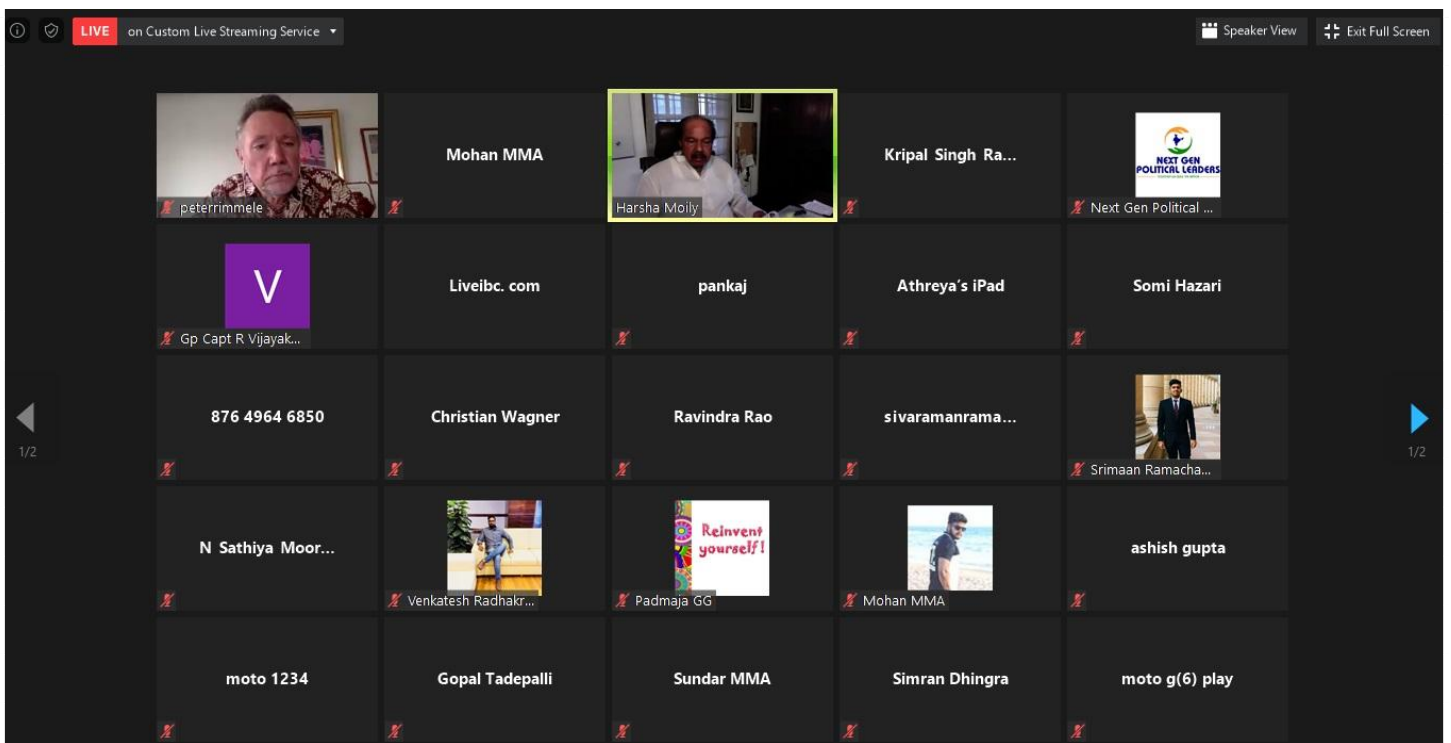 LIVE on Custom Live Streaming Service
Speaker View
Exit Full Screen
peterrimmele
Mohan MMA
Harsha Moily
Kripal Singh Ra...
NEXT GEN
POLITICAL LEADERS
Next Gen Political ...
V
Gp Capt R Vijayak...
Liveibc. com
pankaj
Athreya's iPad
Somi Hazari
876 4964 6850
Christian Wagner
Ravindra Rao
sivaramanrama...
Srimaan Ramacha...
1/2
1/2
N Sathiya Moor...
Venkatesh Radhakr...
Reinvent
yourself!
Padmaja GG
Mohan MMA
ashish gupta
moto 1234
Gopal Tadepalli
Sundar MMA
Simran Dhingra
moto g(6) play